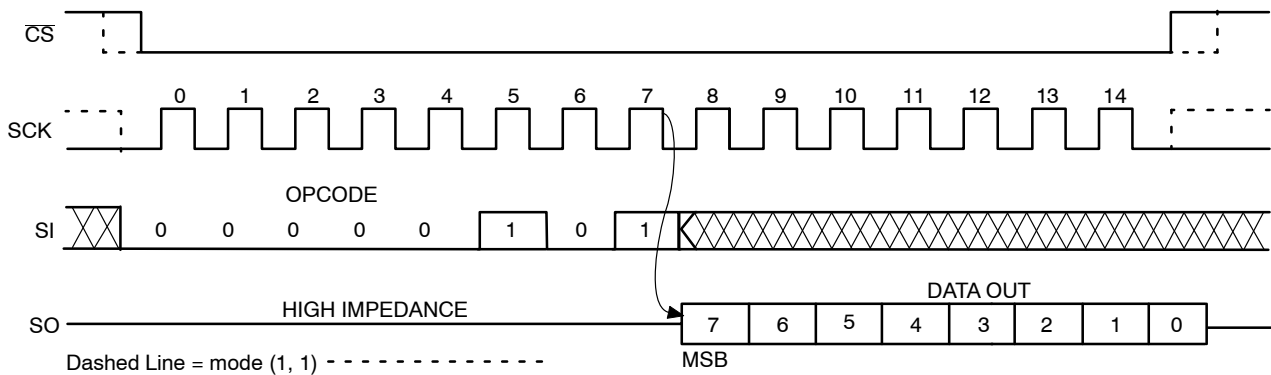 CS
0 1 2 3 4 5 6 7 8 9 10 11 12 13 14
SCK
OPCODE
SI 0 0 0 0 0 1 0 1
HIGH IMPEDANCE
DATA OUT
SO 7 6 5 4 3 2 1 0
Dashed Line = mode (1, 1)
MSB